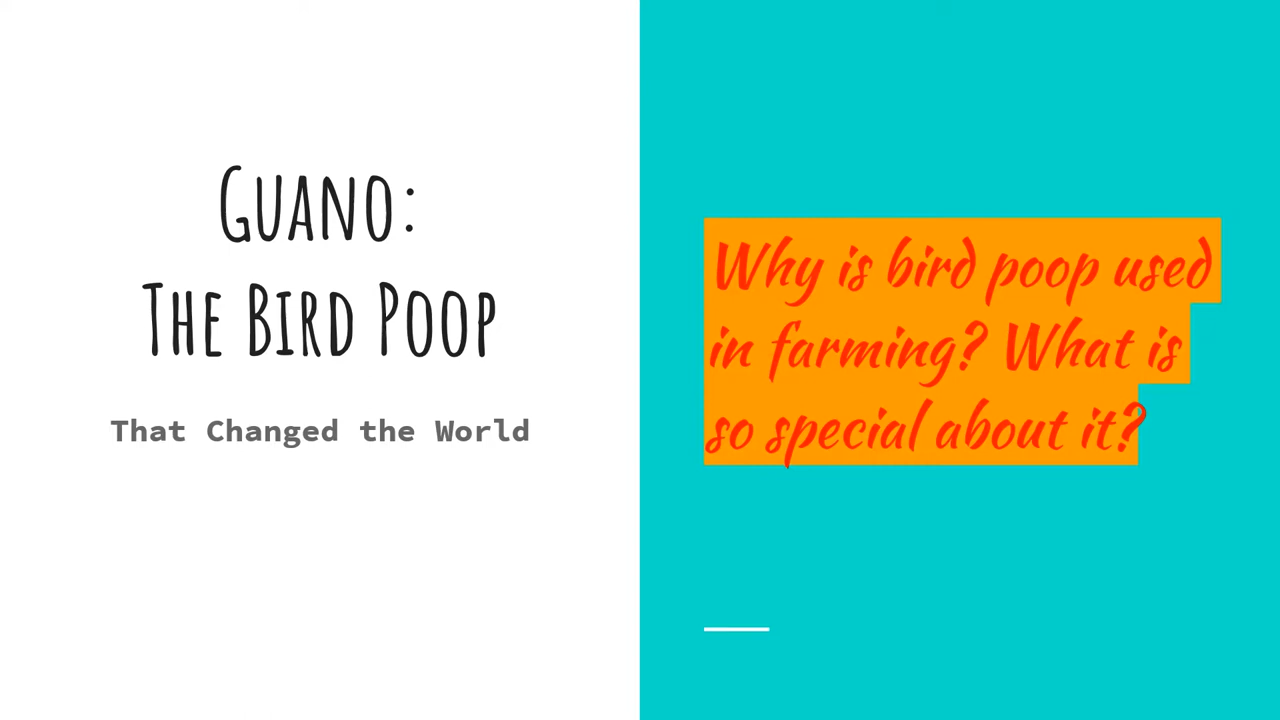 Guano:
The Bird Poop
That Changed the World
Why is bird poop used
in farming? What is
so special about it?